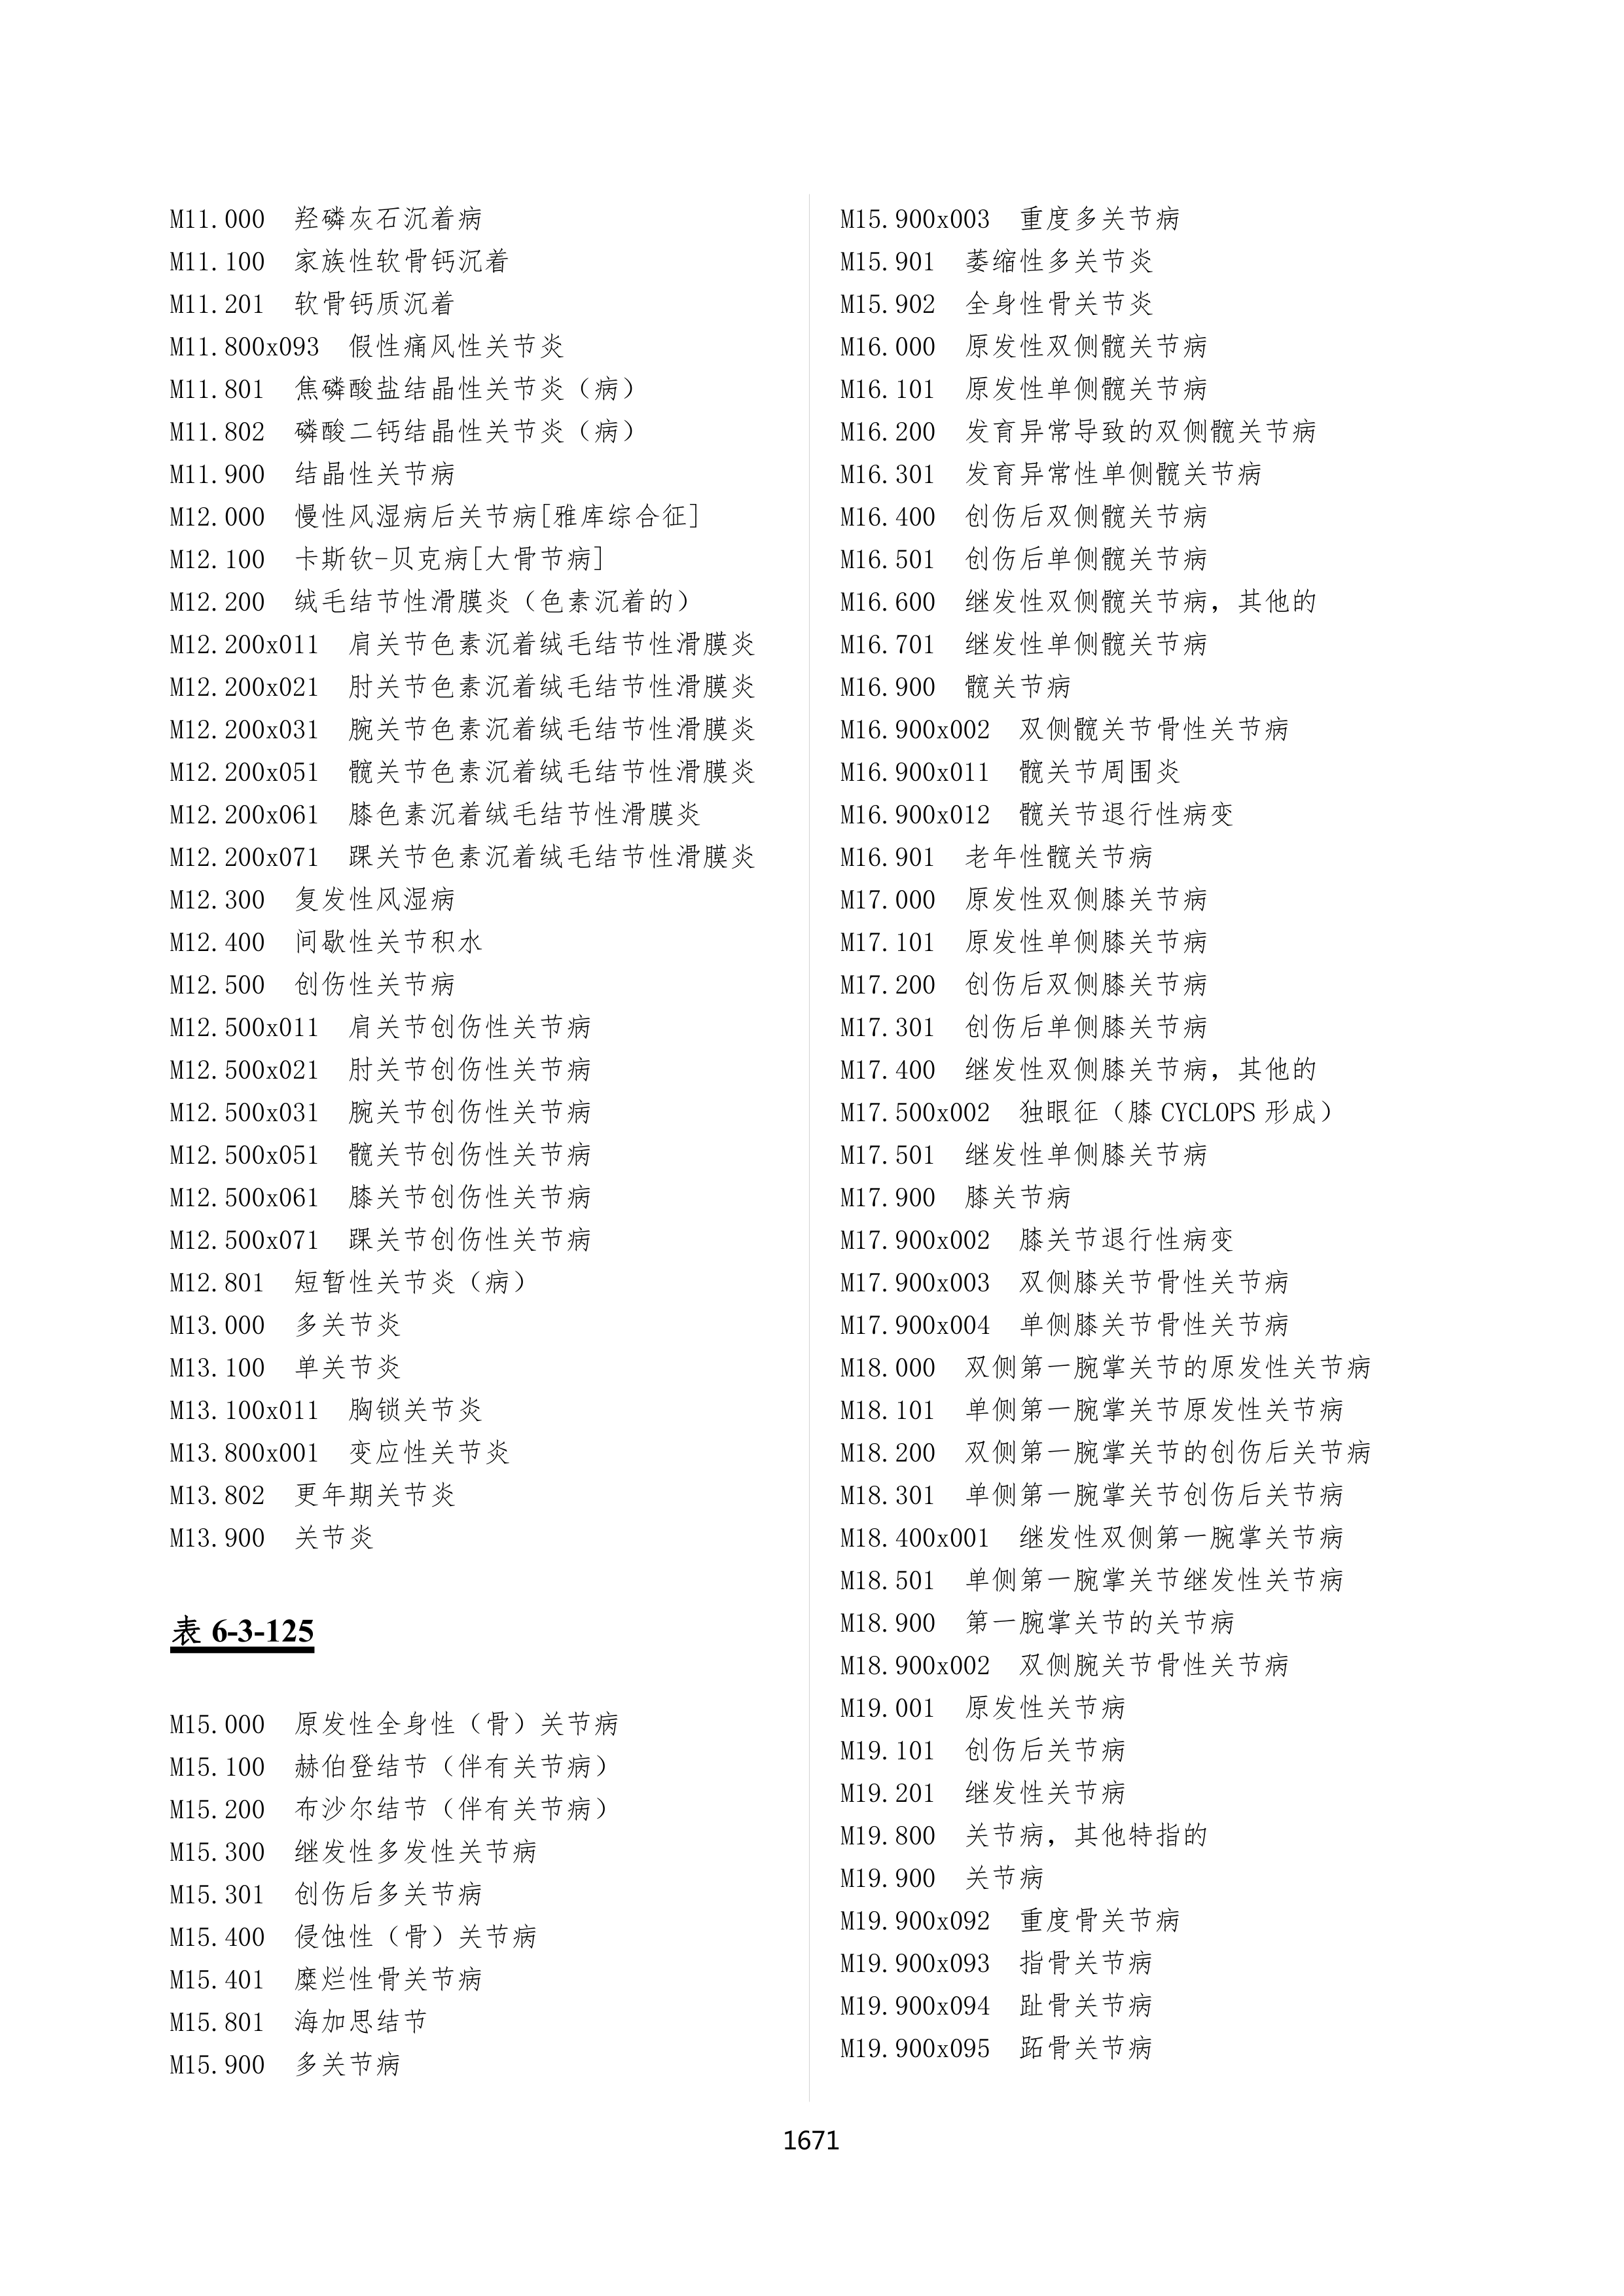 M11.000 羟磷灰石沉着病
M11.100 家族性软骨钙沉着
M11.201 软骨钙质沉着
M11.800x093 假性痛风性关节炎
M11.801 焦磷酸盐结晶性关节炎（病）
M11.802 磷酸二钙结晶性关节炎（病）
M11.900 结晶性关节病
M12.000 慢性风湿病后关节病[雅库综合征]
M12.100 卡斯钦-贝克病[大骨节病]
M12.200 绒毛结节性滑膜炎（色素沉着的）
M12.200x011 肩关节色素沉着绒毛结节性滑膜炎
M12.200x021 肘关节色素沉着绒毛结节性滑膜炎
M12.200x031 腕关节色素沉着绒毛结节性滑膜炎
M12.200x051 髋关节色素沉着绒毛结节性滑膜炎
M12.200x061 膝色素沉着绒毛结节性滑膜炎
M12.200x071 踝关节色素沉着绒毛结节性滑膜炎
M12.300 复发性风湿病
M12.400 间歇性关节积水
M12.500 创伤性关节病
M12.500x011 肩关节创伤性关节病
M12.500x021 肘关节创伤性关节病
M12.500x031 腕关节创伤性关节病
M12.500x051 髋关节创伤性关节病
M12.500x061 膝关节创伤性关节病
M12.500x071 踝关节创伤性关节病
M12.801 短暂性关节炎（病）
M13.000 多关节炎
M13.100 单关节炎
M13.100x011 胸锁关节炎
M13.800x001 变应性关节炎
M13.802 更年期关节炎
M13.900 关节炎
表 6-3-125
M15.000 原发性全身性（骨）关节病
M15.100 赫伯登结节（伴有关节病）
M15.200 布沙尔结节（伴有关节病）
M15.300 继发性多发性关节病
M15.301 创伤后多关节病
M15.400 侵蚀性（骨）关节病
M15.401 糜烂性骨关节病
M15.801 海加思结节
M15.900 多关节病
M15.900x003 重度多关节病
M15.901 萎缩性多关节炎
M15.902 全身性骨关节炎
M16.000 原发性双侧髋关节病
M16.101 原发性单侧髋关节病
M16.200 发育异常导致的双侧髋关节病
M16.301 发育异常性单侧髋关节病
M16.400 创伤后双侧髋关节病
M16.501 创伤后单侧髋关节病
M16.600 继发性双侧髋关节病，其他的
M16.701 继发性单侧髋关节病
M16.900 髋关节病
M16.900x002 双侧髋关节骨性关节病
M16.900x011 髋关节周围炎
M16.900x012 髋关节退行性病变
M16.901 老年性髋关节病
M17.000 原发性双侧膝关节病
M17.101 原发性单侧膝关节病
M17.200 创伤后双侧膝关节病
M17.301 创伤后单侧膝关节病
M17.400 继发性双侧膝关节病，其他的
M17.500x002 独眼征（膝 CYCLOPS 形成）
M17.501 继发性单侧膝关节病
M17.900 膝关节病
M17.900x002 膝关节退行性病变
M17.900x003 双侧膝关节骨性关节病
M17.900x004 单侧膝关节骨性关节病
M18.000 双侧第一腕掌关节的原发性关节病
M18.101 单侧第一腕掌关节原发性关节病
M18.200 双侧第一腕掌关节的创伤后关节病
M18.301 单侧第一腕掌关节创伤后关节病
M18.400x001 继发性双侧第一腕掌关节病
M18.501 单侧第一腕掌关节继发性关节病
M18.900 第一腕掌关节的关节病
M18.900x002 双侧腕关节骨性关节病
M19.001 原发性关节病
M19.101 创伤后关节病
M19.201 继发性关节病
M19.800 关节病，其他特指的
M19.900 关节病
M19.900x092 重度骨关节病
M19.900x093 指骨关节病
M19.900x094 趾骨关节病
M19.900x095 跖骨关节病
1671